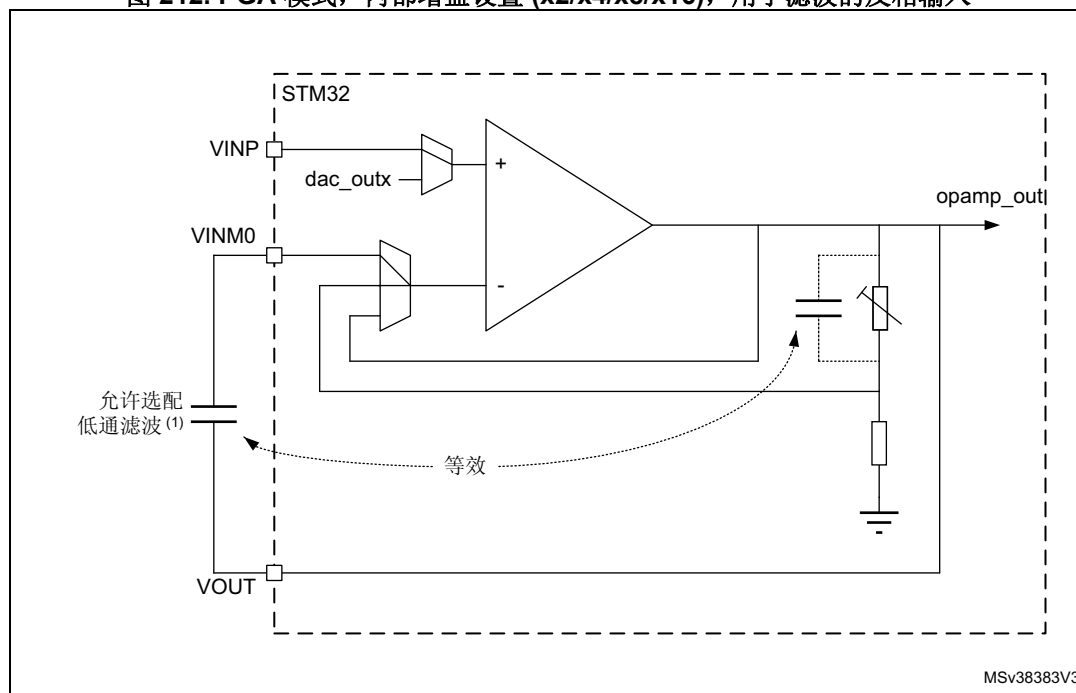 STM32
VINP
+
dac_outx
opamp_out
VINM0
-
允许选配
低通滤波 (1)
等效
VOUT
MSv38383V3